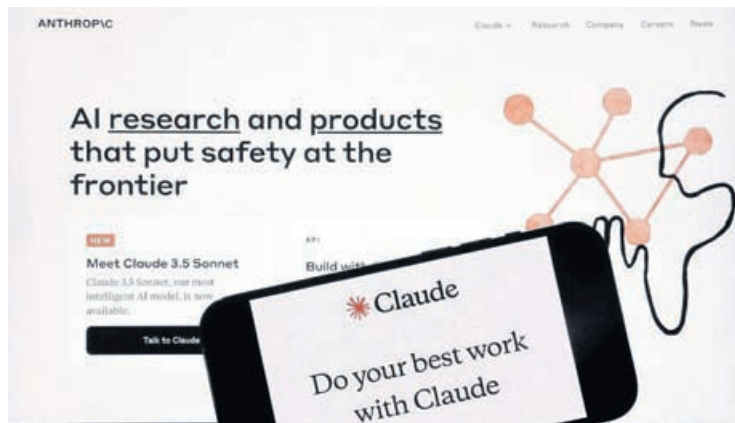 ANTHROP\C
Claude Research Company Careers News
AI research and products
that put safety at the
frontier
NEW
Meet Claude 3.5 Sonnet
Claude 3.5 Sonnet, our most
intelligent AI model, is now
available.
Talk to Claude
API
Build with
Claude
Do your best work
with Claude